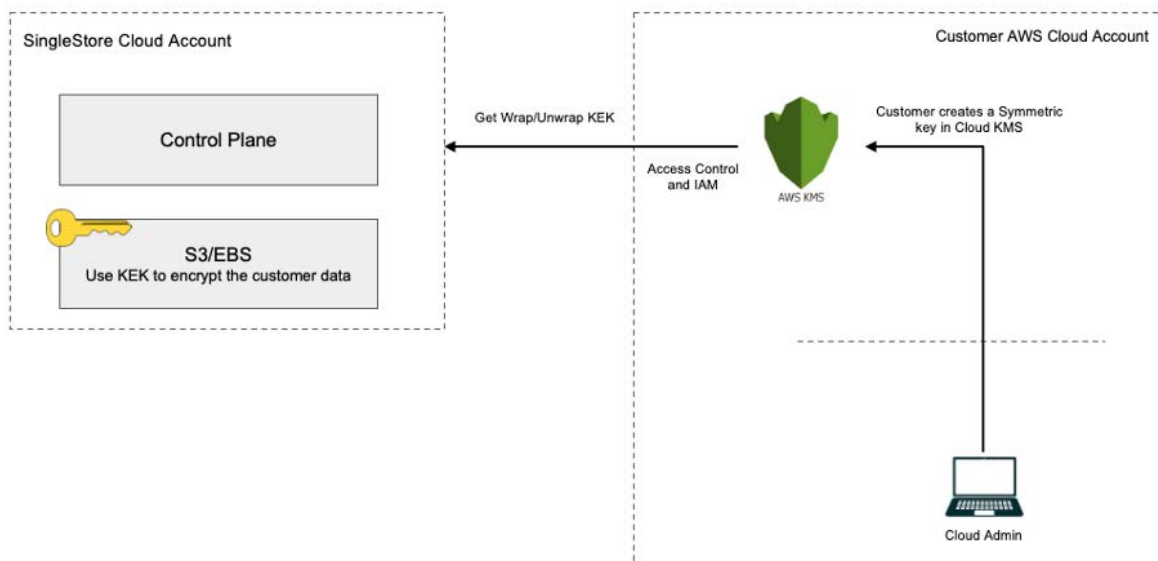 SingleStore Cloud Account
Control Plane
S3/EBS
Use KEK to encrypt the customer data
Get Wrap/Unwrap KEK
Access Control
and IAM
Customer AWS Cloud Account
AWS KMS
Customer creates a Symmetric
key in Cloud KMS
Cloud Admin